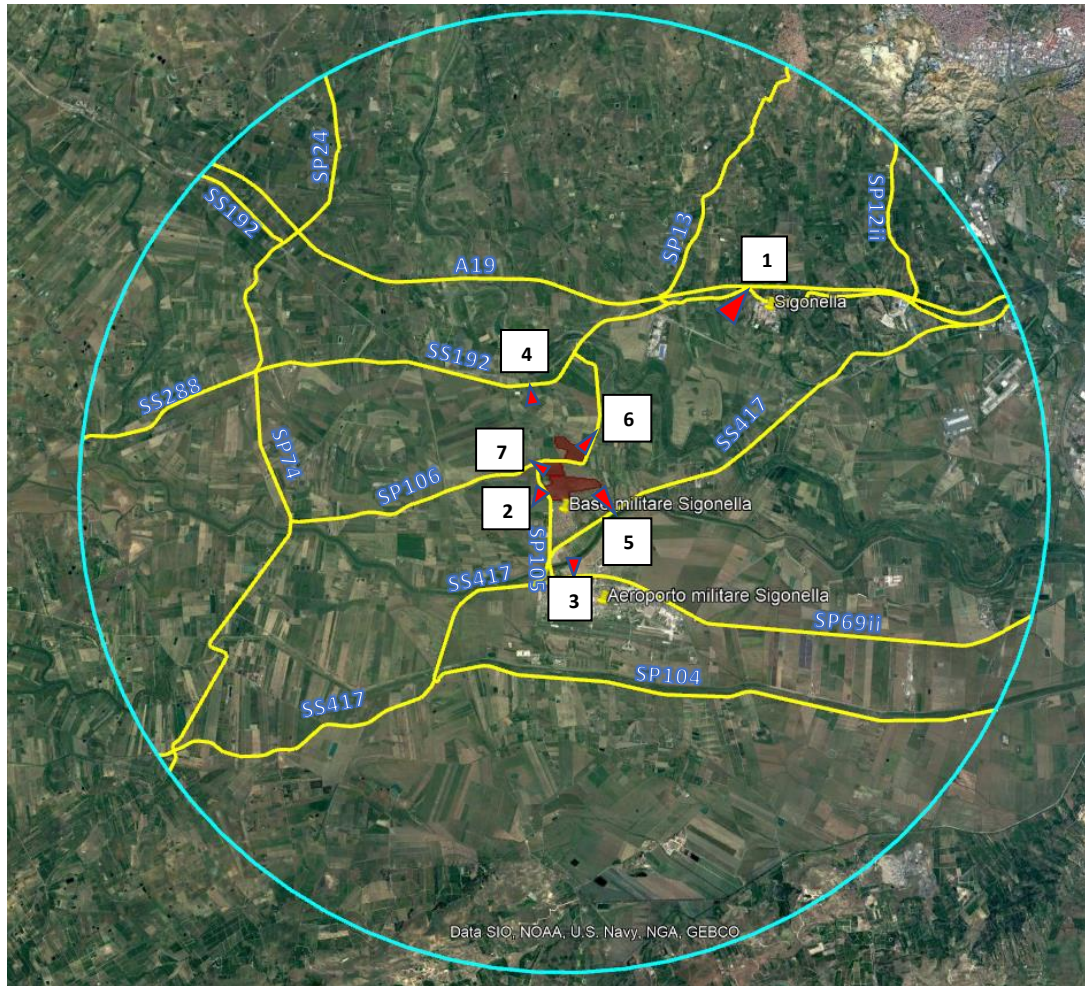 SP24
SS192
SP13
SP12ii
1
A19
Sigonella
SS192
4
SS288
6
SS417
SP74
7
SP106
2
Base militare Sigonella
5
SP105
SS417
3
Aeroporto militare Sigonella
SP69ii
SP104
SS417
Data SIO, NOAA, U.S. Navy, NGA, GEBCO